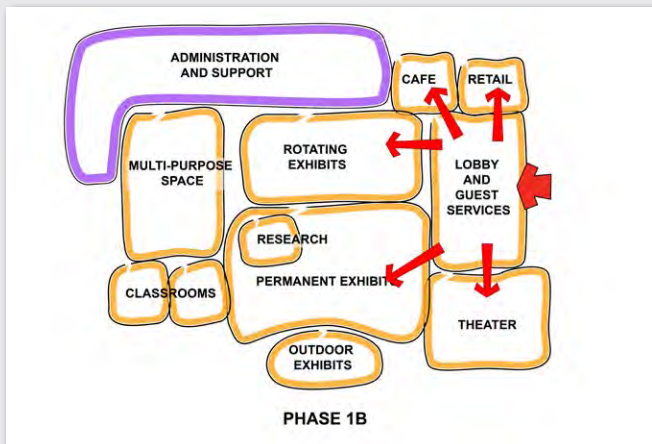 ADMINISTRATION
AND SUPPORT
CAFE
RETAIL
ROTATING
EXHIBITS
MULTI-PURPOSE
SPACE
LOBBY
AND
GUEST
SERVICES
RESEARCH
PERMANENT EXHIBITS
CLASSROOMS
THEATER
OUTDOOR
EXHIBITS
PHASE 1B